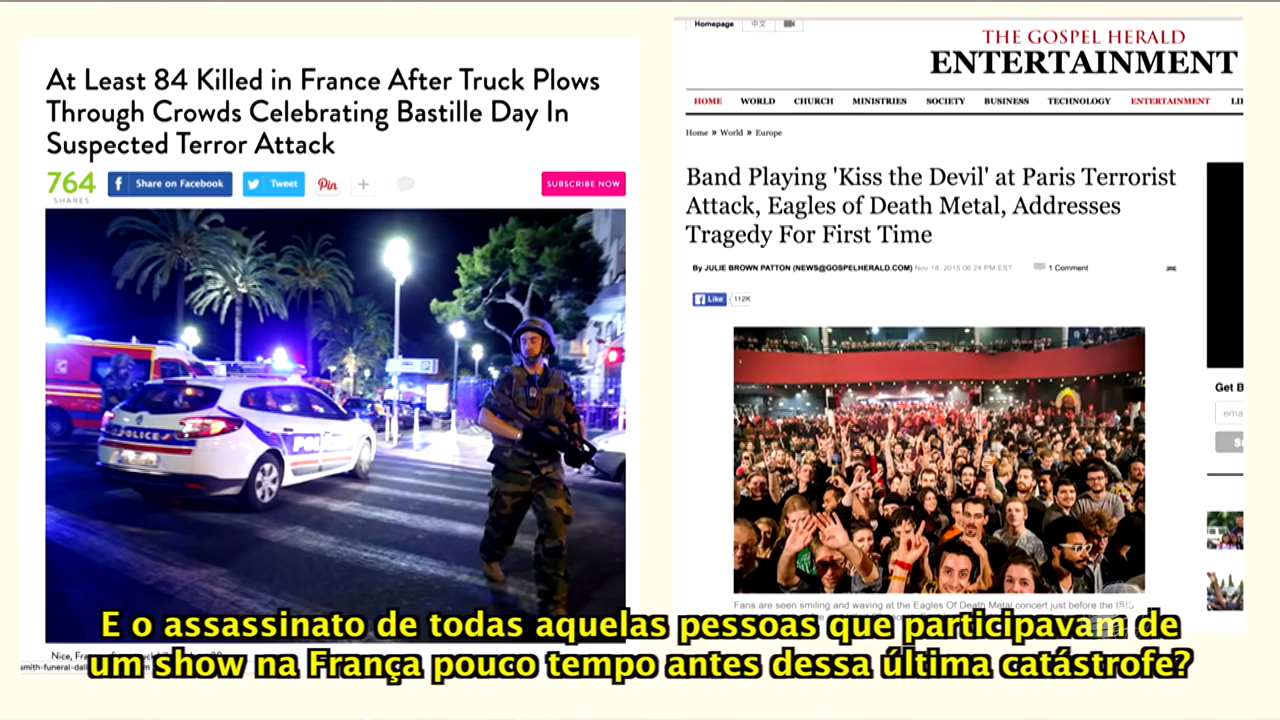 At Least 84 Killed in France After Truck Plows
Through Crowds Celebrating Bastille Day In
Suspected Terror Attack
764
SHARES
Share on Facebook
Tweet
Pin
+
SUBSCRIBE NOW
POLICE
Homepage
中文
THE GOSPEL HERALD
ENTERTAINMENT
HOME WORLD CHURCH MINISTRIES SOCIETY BUSINESS TECHNOLOGY ENTERTAINMENT
Home » World » Europe
Band Playing 'Kiss the Devil' at Paris Terrorist
Attack, Eagles of Death Metal, Addresses
Tragedy For First Time
By JULIE BROWN PATTON (NEWS@GOSPELHERALD.COM) Nov 18, 2015 06:24 PM EST
1 Comment
Like 112K
Get B
ema
Fans are seen smiling and waving at the Eagles Of Death Metal concert just before the ISIS
E o assassinato de todas aquelas pessoas que participavam de
um show na França pouco tempo antes dessa última catástrofe?